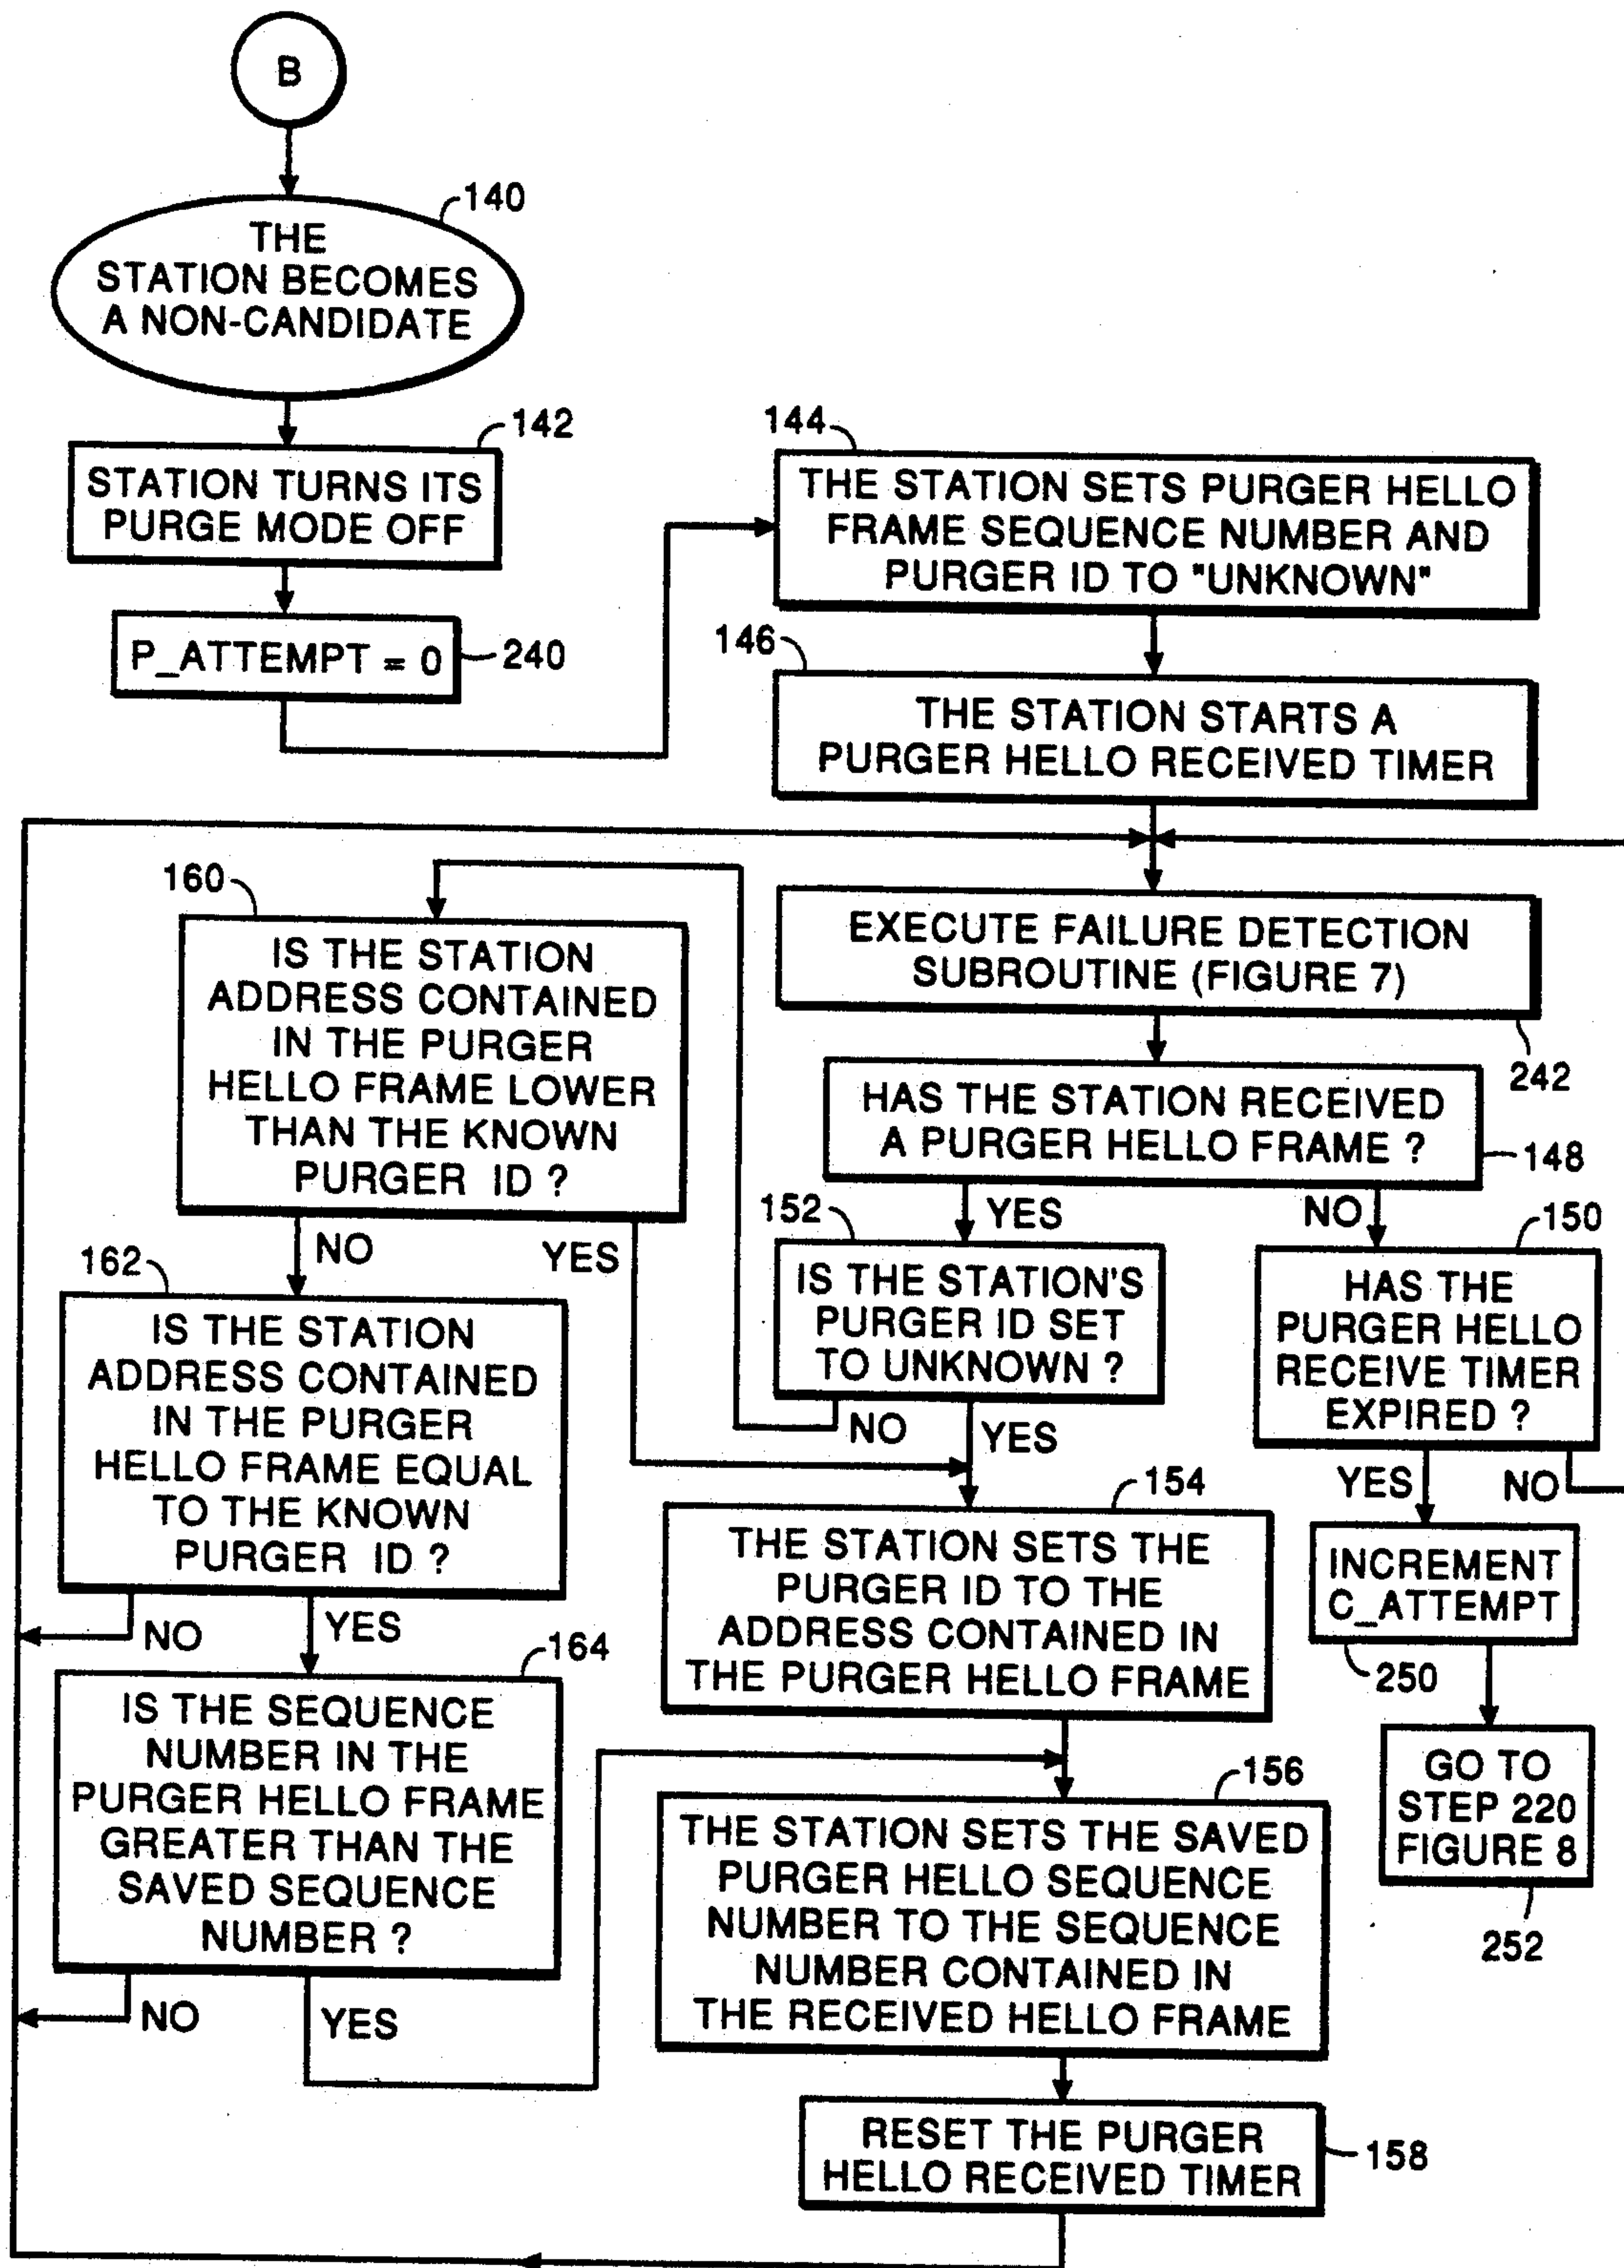 B
140
THE
STATION BECOMES
A NON-CANDIDATE
142
STATION TURNS ITS
PURGE MODE OFF
P_ATTEMPT = 0
240
144
THE STATION SETS PURGER HELLO
FRAME SEQUENCE NUMBER AND
PURGER ID TO "UNKNOWN"
146
THE STATION STARTS A
PURGER HELLO RECEIVED TIMER
EXECUTE FAILURE DETECTION
SUBROUTINE (FIGURE 7)
242
HAS THE STATION RECEIVED
A PURGER HELLO FRAME ?
148
YES
NO
152
IS THE STATION'S
PURGER ID SET
TO UNKNOWN ?
NO
YES
150
HAS THE
PURGER HELLO
RECEIVE TIMER
EXPIRED ?
YES
NO
INCREMENT
C_ATTEMPT
250
GO TO
STEP 220
FIGURE 8
252
160
IS THE STATION
ADDRESS CONTAINED
IN THE PURGER
HELLO FRAME LOWER
THAN THE KNOWN
PURGER ID ?
NO
YES
162
IS THE STATION
ADDRESS CONTAINED
IN THE PURGER
HELLO FRAME EQUAL
TO THE KNOWN
PURGER ID ?
NO
YES
164
IS THE SEQUENCE
NUMBER IN THE
PURGER HELLO FRAME
GREATER THAN THE
SAVED SEQUENCE
NUMBER ?
NO
YES
154
THE STATION SETS THE
PURGER ID TO THE
ADDRESS CONTAINED IN
THE PURGER HELLO FRAME
156
THE STATION SETS THE SAVED
PURGER HELLO SEQUENCE
NUMBER TO THE SEQUENCE
NUMBER CONTAINED IN
THE RECEIVED HELLO FRAME
RESET THE PURGER
HELLO RECEIVED TIMER
158